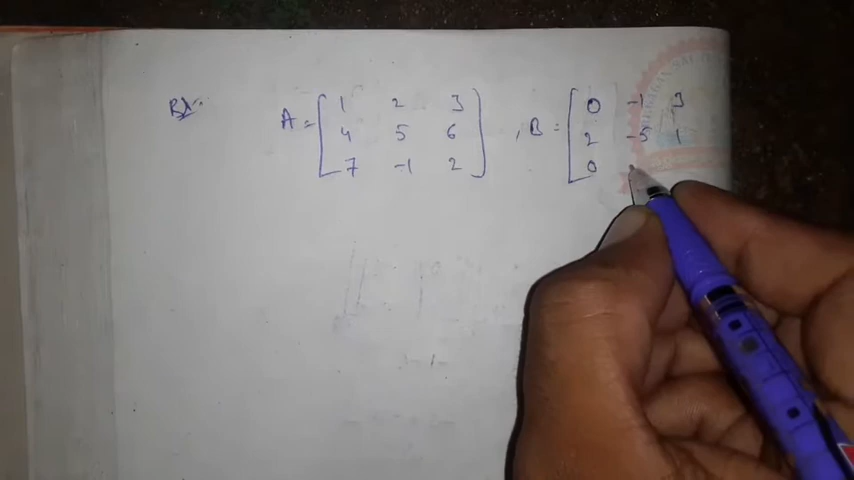 Ex:- A = [ 1 2 3 , B = [ 0 -1 3
4 5 6
2 -5 1
7 -1 2 ]
0